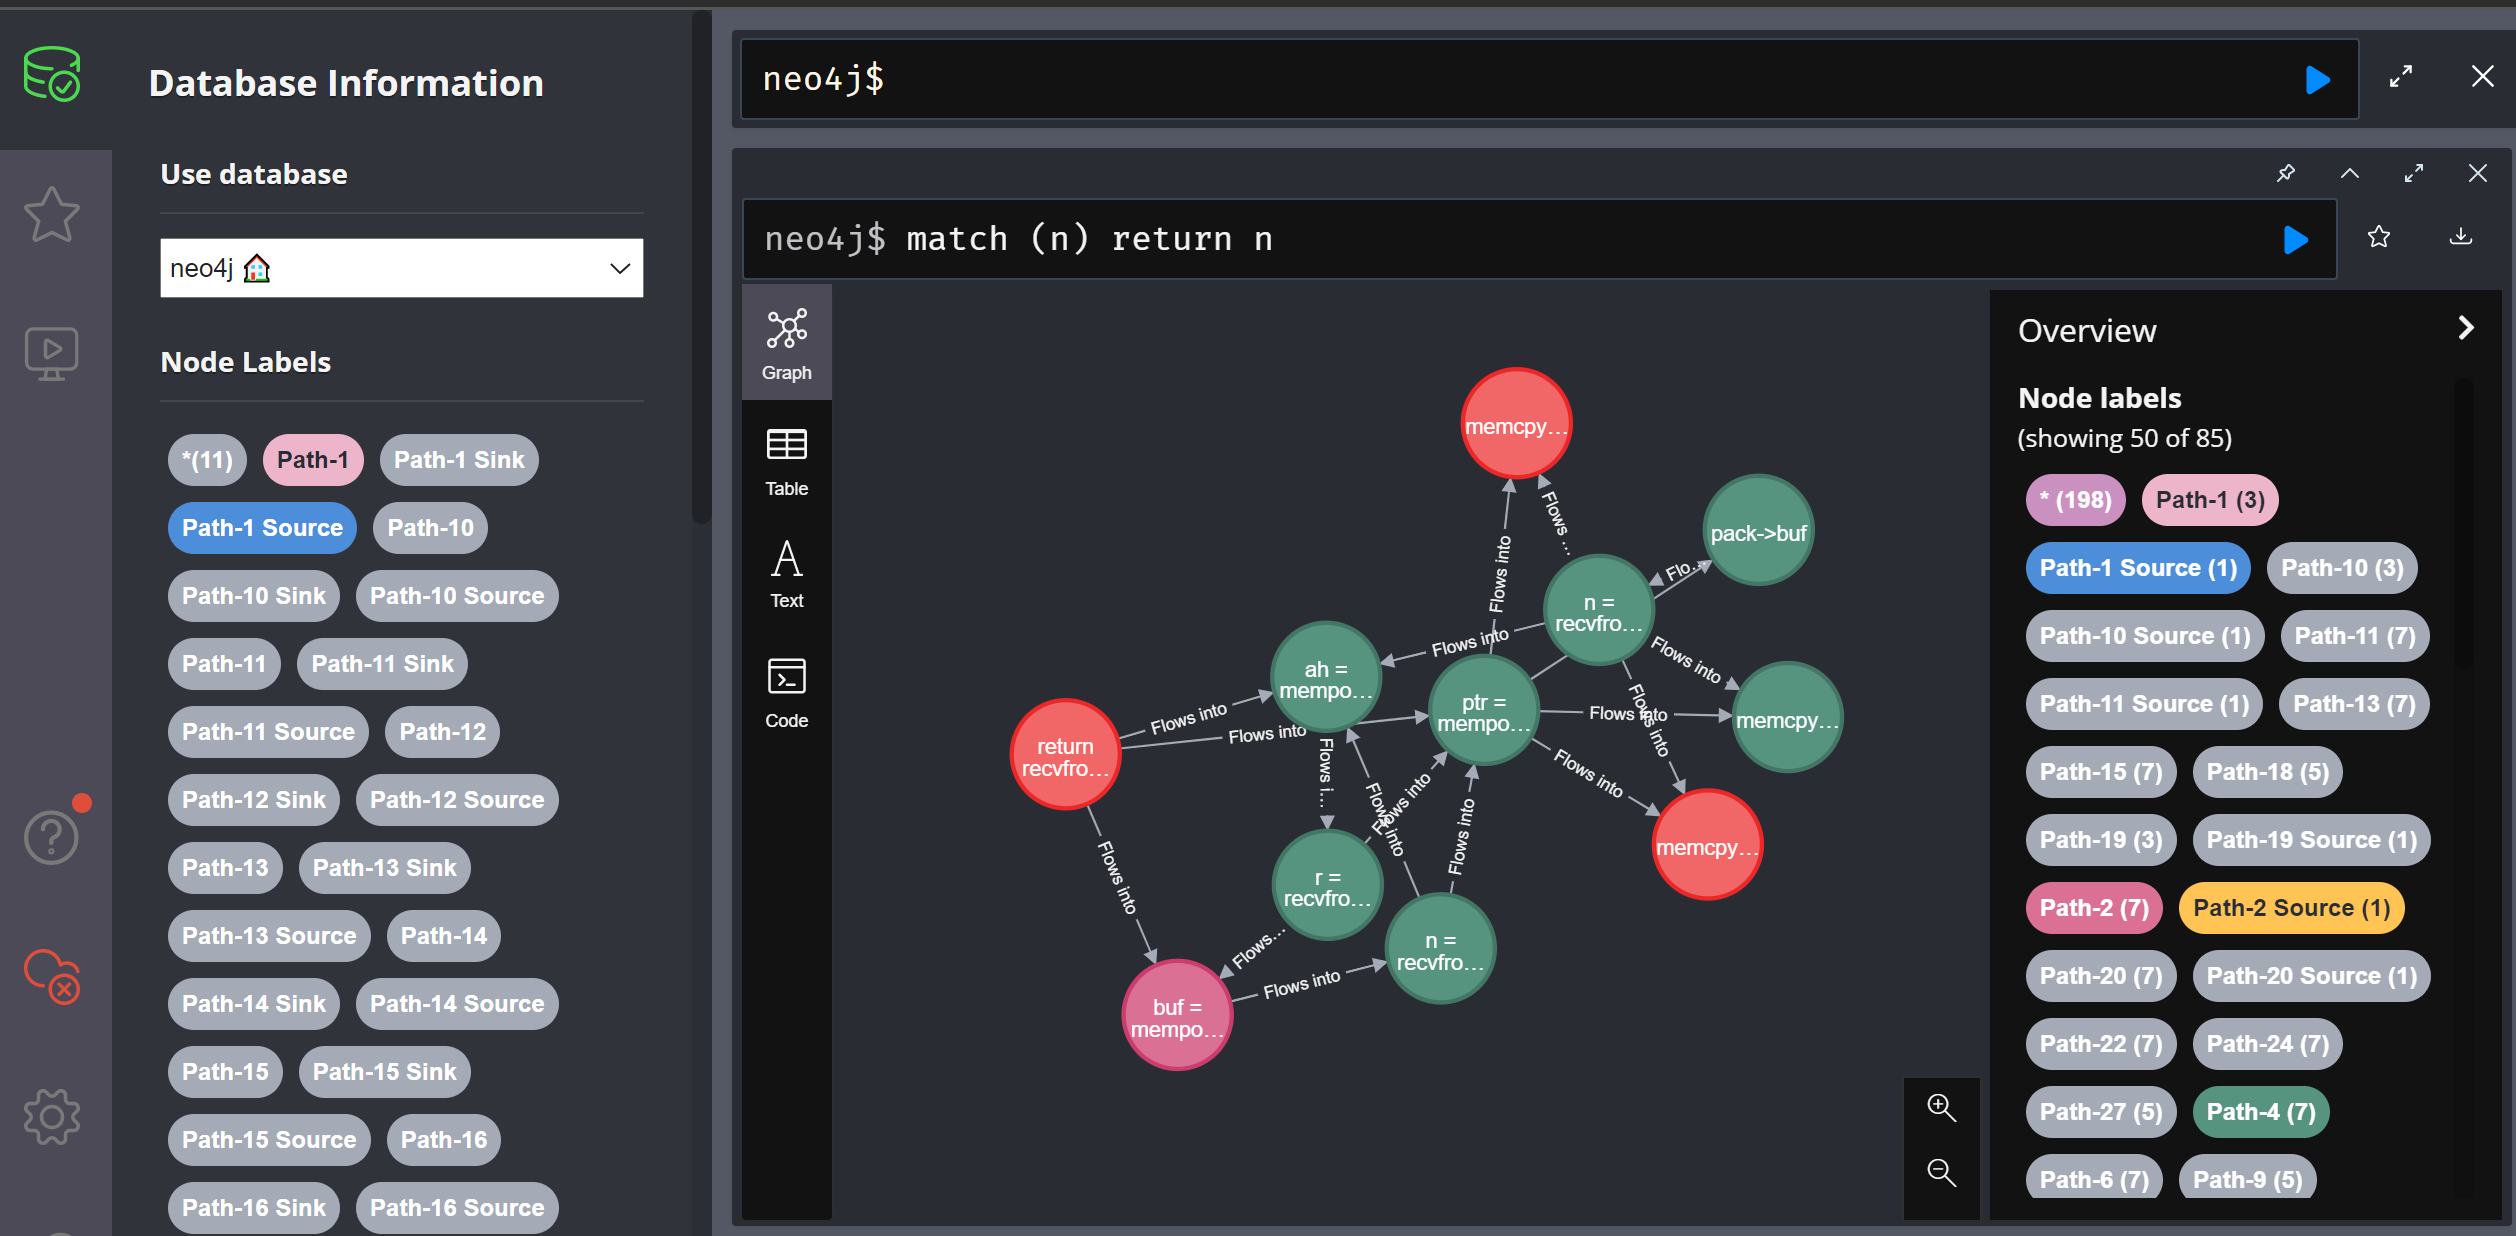 Database Information
Use database
neo4j
Node Labels
*(11) Path-1 Path-1 Sink
Path-1 Source Path-10
Path-10 Sink Path-10 Source
Path-11 Path-11 Sink
Path-11 Source Path-12
Path-12 Sink Path-12 Source
Path-13 Path-13 Sink
Path-13 Source Path-14
Path-14 Sink Path-14 Source
Path-15 Path-15 Sink
Path-15 Source Path-16
Path-16 Sink Path-16 Source
neo4j$
neo4j$ match (n) return n
Graph
Table
Text
Code
memcpy...
Flows ...
pack->buf
Flo...
Flows into
n =
recvfro...
Flows into
Flows into
ah =
mempo...
ptr =
mempo...
Flows into
memcpy...
Flows into
Flows into
Flows into
return
recvfro...
Flows i...
Flows into
Flows into
Flows into
Flows into
memcpy...
Flows into
r =
recvfro...
n =
recvfro...
Flows...
Flows into
buf =
mempo...
Overview
Node labels
(showing 50 of 85)
* (198) Path-1 (3)
Path-1 Source (1) Path-10 (3)
Path-10 Source (1) Path-11 (7)
Path-11 Source (1) Path-13 (7)
Path-15 (7) Path-18 (5)
Path-19 (3) Path-19 Source (1)
Path-2 (7) Path-2 Source (1)
Path-20 (7) Path-20 Source (1)
Path-22 (7) Path-24 (7)
Path-27 (5) Path-4 (7)
Path-6 (7) Path-9 (5)